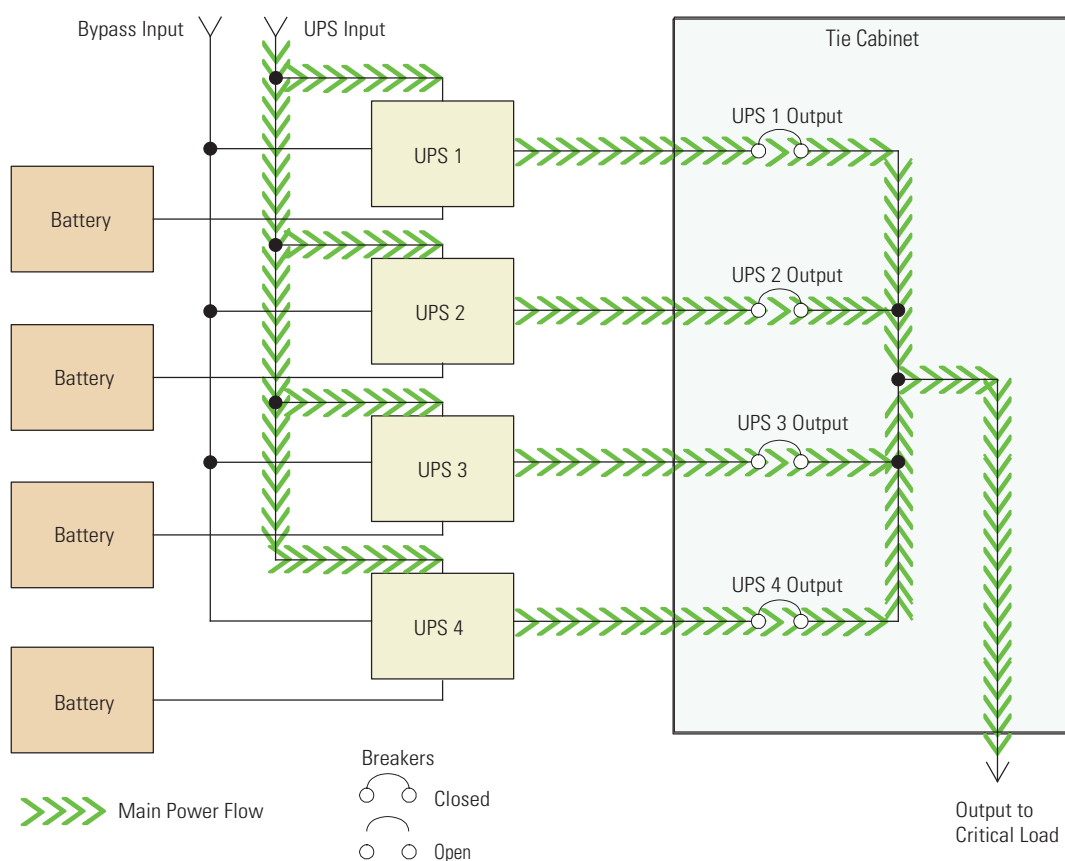 Bypass Input
UPS Input
Tie Cabinet
UPS 1 Output
UPS 1
Battery
UPS 2 Output
UPS 2
Battery
UPS 3 Output
UPS 3
Battery
UPS 4 Output
UPS 4
Battery
Breakers
Closed
Open
Main Power Flow
Output to
Critical Load